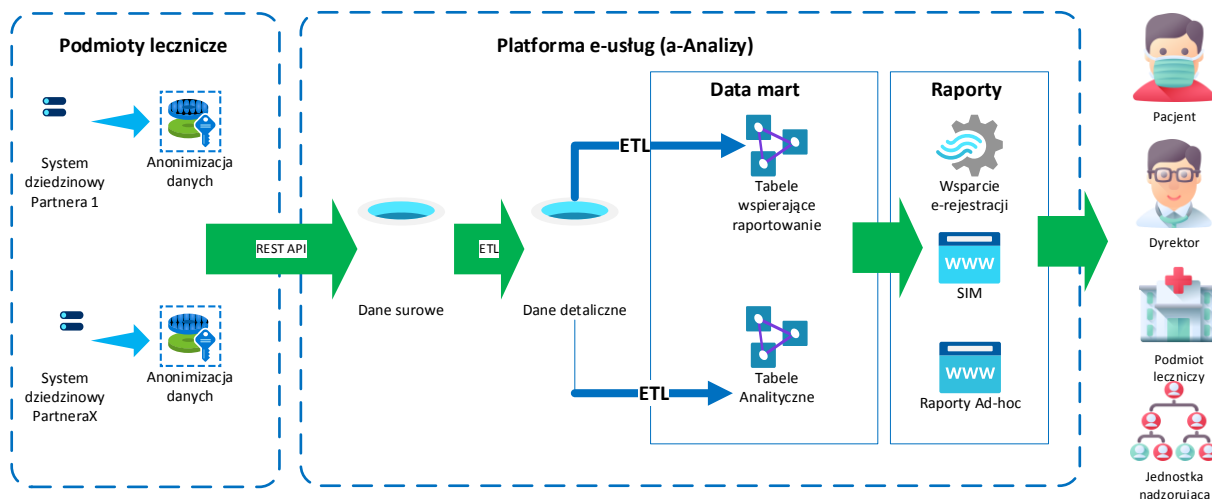 Podmioty lecznicze
System
dziedzinowy
Partnera 1
Anonimizacja
danych
System
dziedzinowy
PartneraX
Anonimizacja
danych
REST API
Platforma e-usług (a-Analizy)
Dane surowe
ETL
Dane detaliczne
ETL
ETL
Data mart
Tabele
wspierające
raportowanie
Tabele
Analityczne
Raporty
Wsparcie
e-rejestracji
WWW
SIM
WWW
Raporty Ad-hoc
Pacjent
Dyrektor
Podmiot
leczniczy
Jednostka
nadzorująca